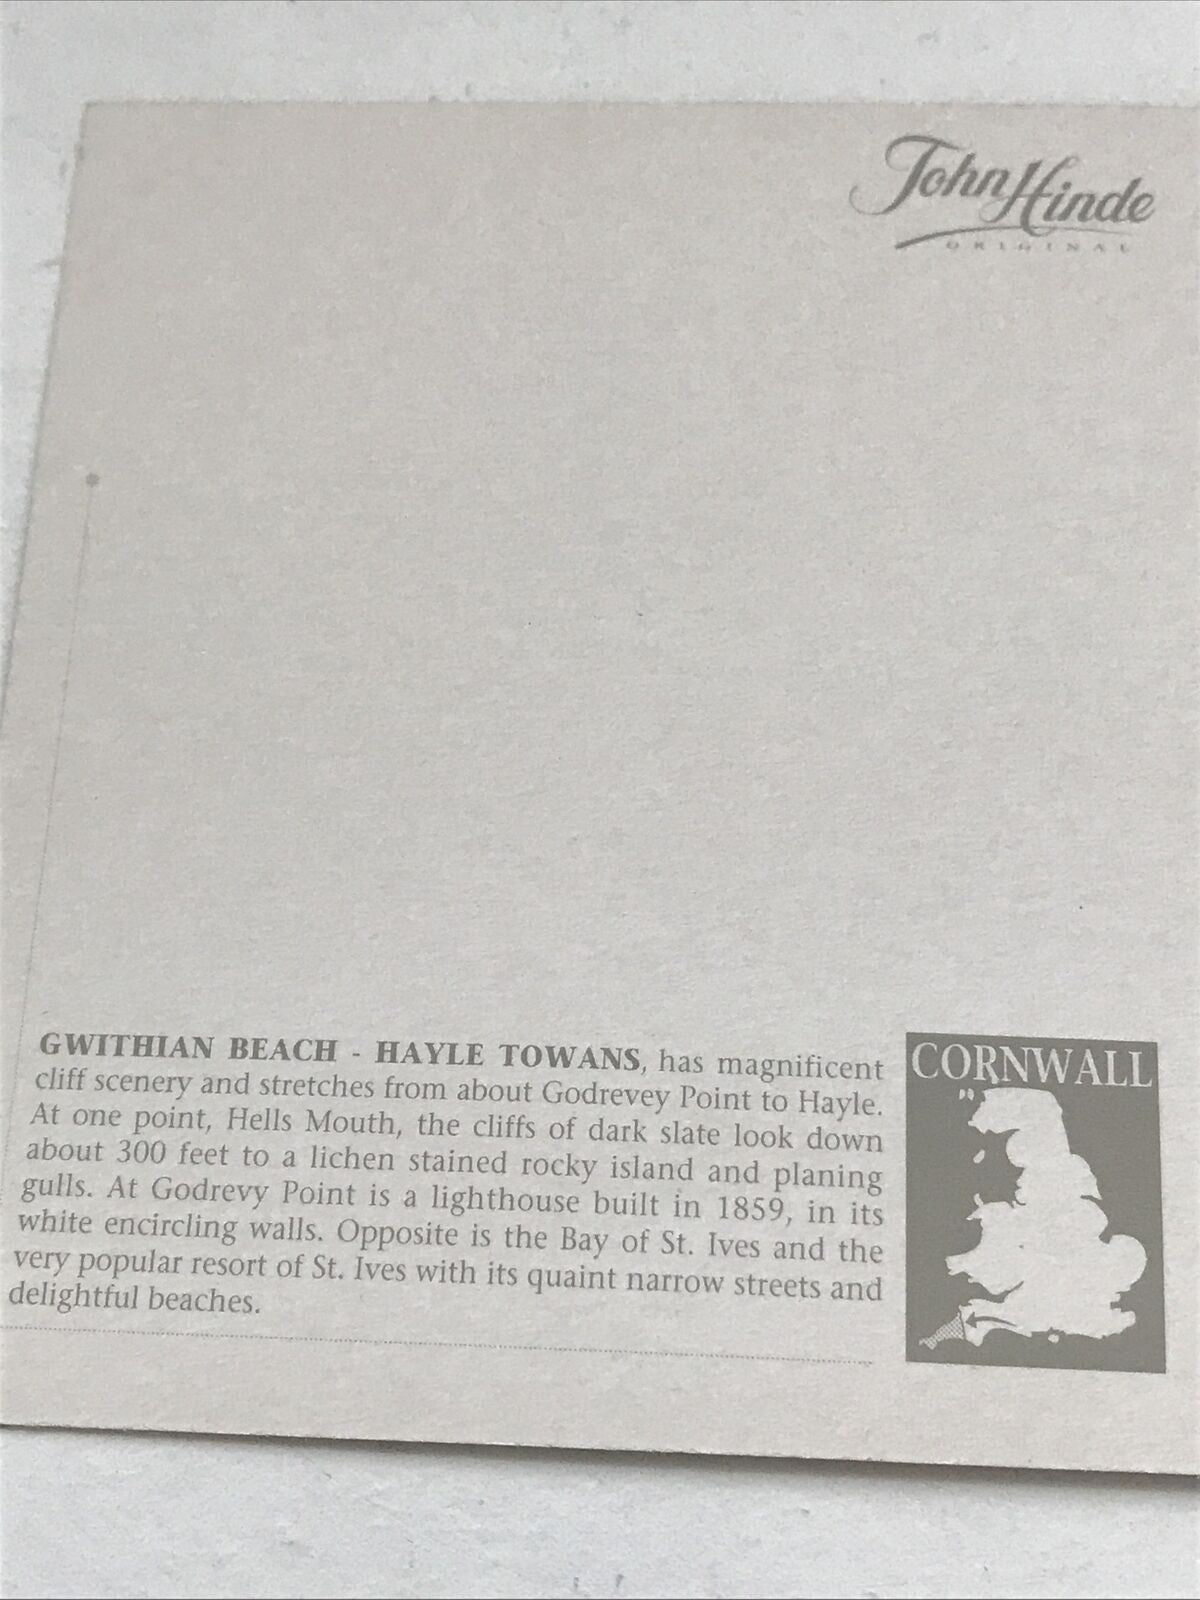 John Hinde
ORIGINAL
GWITHIAN BEACH - HAYLE TOWANS, has magnificent
cliff scenery and stretches from about Godrevey Point to Hayle.
At one point, Hells Mouth, the cliffs of dark slate look down
about 300 feet to a lichen stained rocky island and planing
gulls. At Godrevy Point is a lighthouse built in 1859, in its
white encircling walls. Opposite is the Bay of St. Ives and the
very popular resort of St. Ives with its quaint narrow streets and
delightful beaches.
CORNWALL